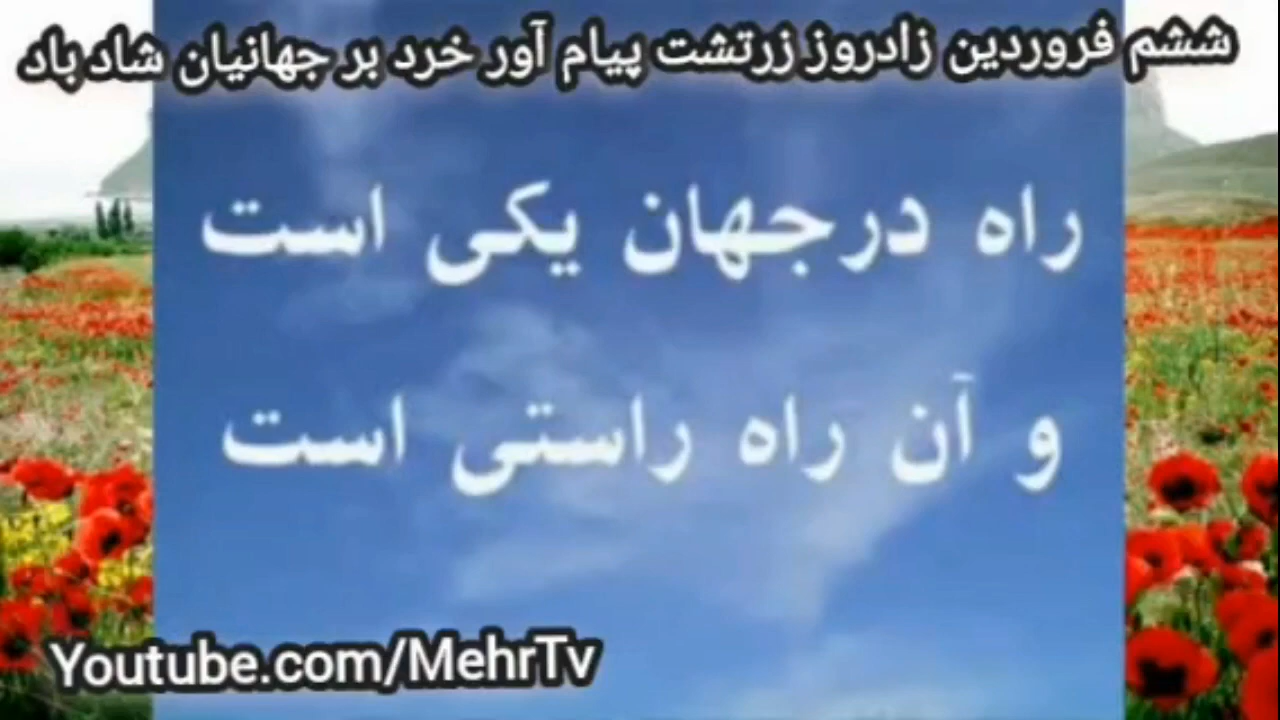 ششم فروردین زادروز زرتشت پیام آور خرد بر جهانیان شاد باد
راه درجهان یکی است
و آن راه راستی است
Youtube.com/MehrTv